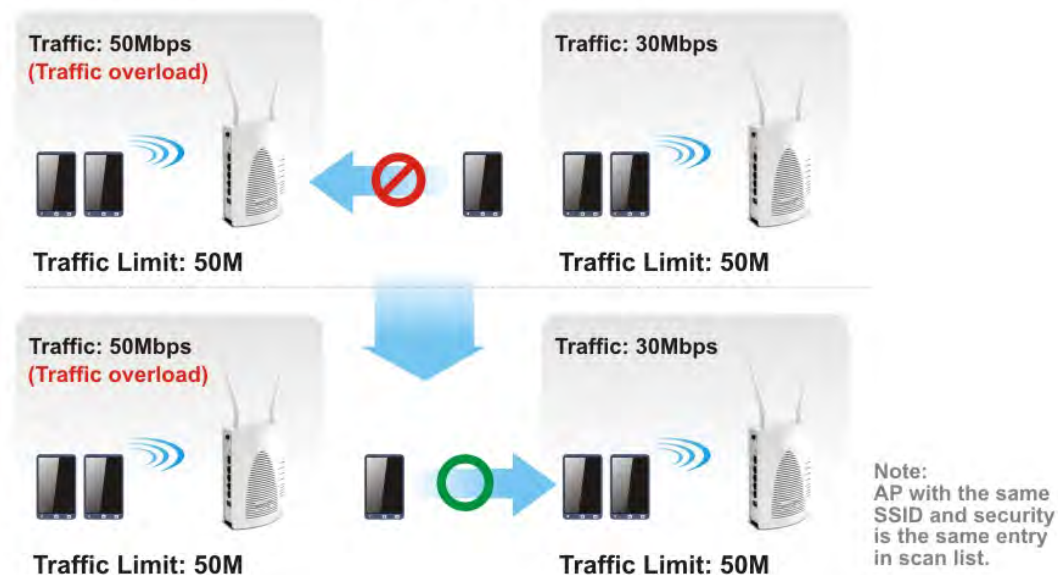 Traffic: 50Mbps
(Traffic overload)
Traffic: 30Mbps
Traffic Limit: 50M
Traffic Limit: 50M
Traffic: 50Mbps
(Traffic overload)
Traffic: 30Mbps
Traffic Limit: 50M
Traffic Limit: 50M
Note:
AP with the same
SSID and security
is the same entry
in scan list.